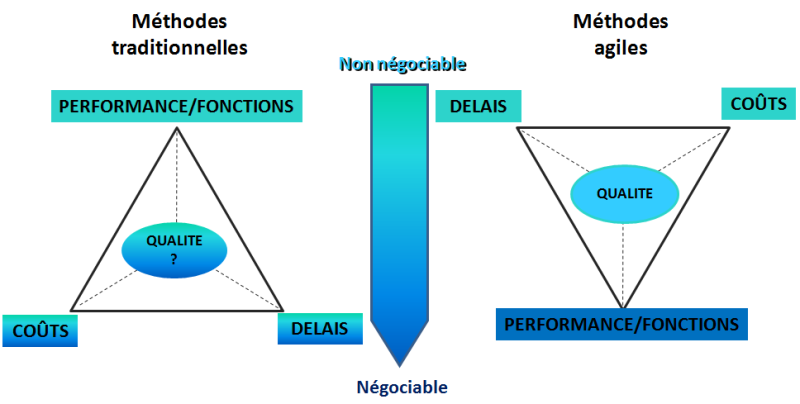 Méthodes
traditionnelles
Méthodes
agiles
Non négociable
PERFORMANCE/FONCTIONS
DELAIS
COÛTS
QUALITE
?
QUALITE
COÛTS
DELAIS
PERFORMANCE/FONCTIONS
Négociable